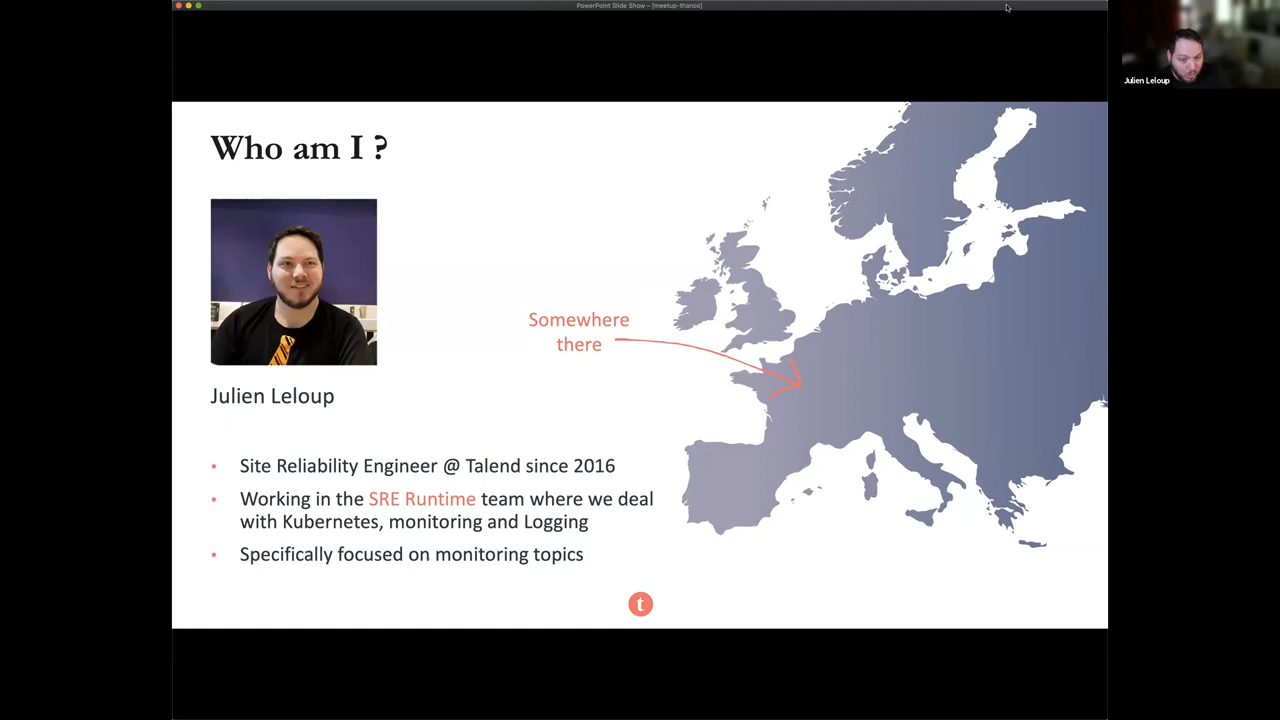 PowerPoint Slide Show – [meetup-thanos]
Julien Leloup
Who am I ?
Somewhere
there
Julien Leloup
• Site Reliability Engineer @ Talend since 2016
• Working in the SRE Runtime team where we deal
with Kubernetes, monitoring and Logging
• Specifically focused on monitoring topics
t